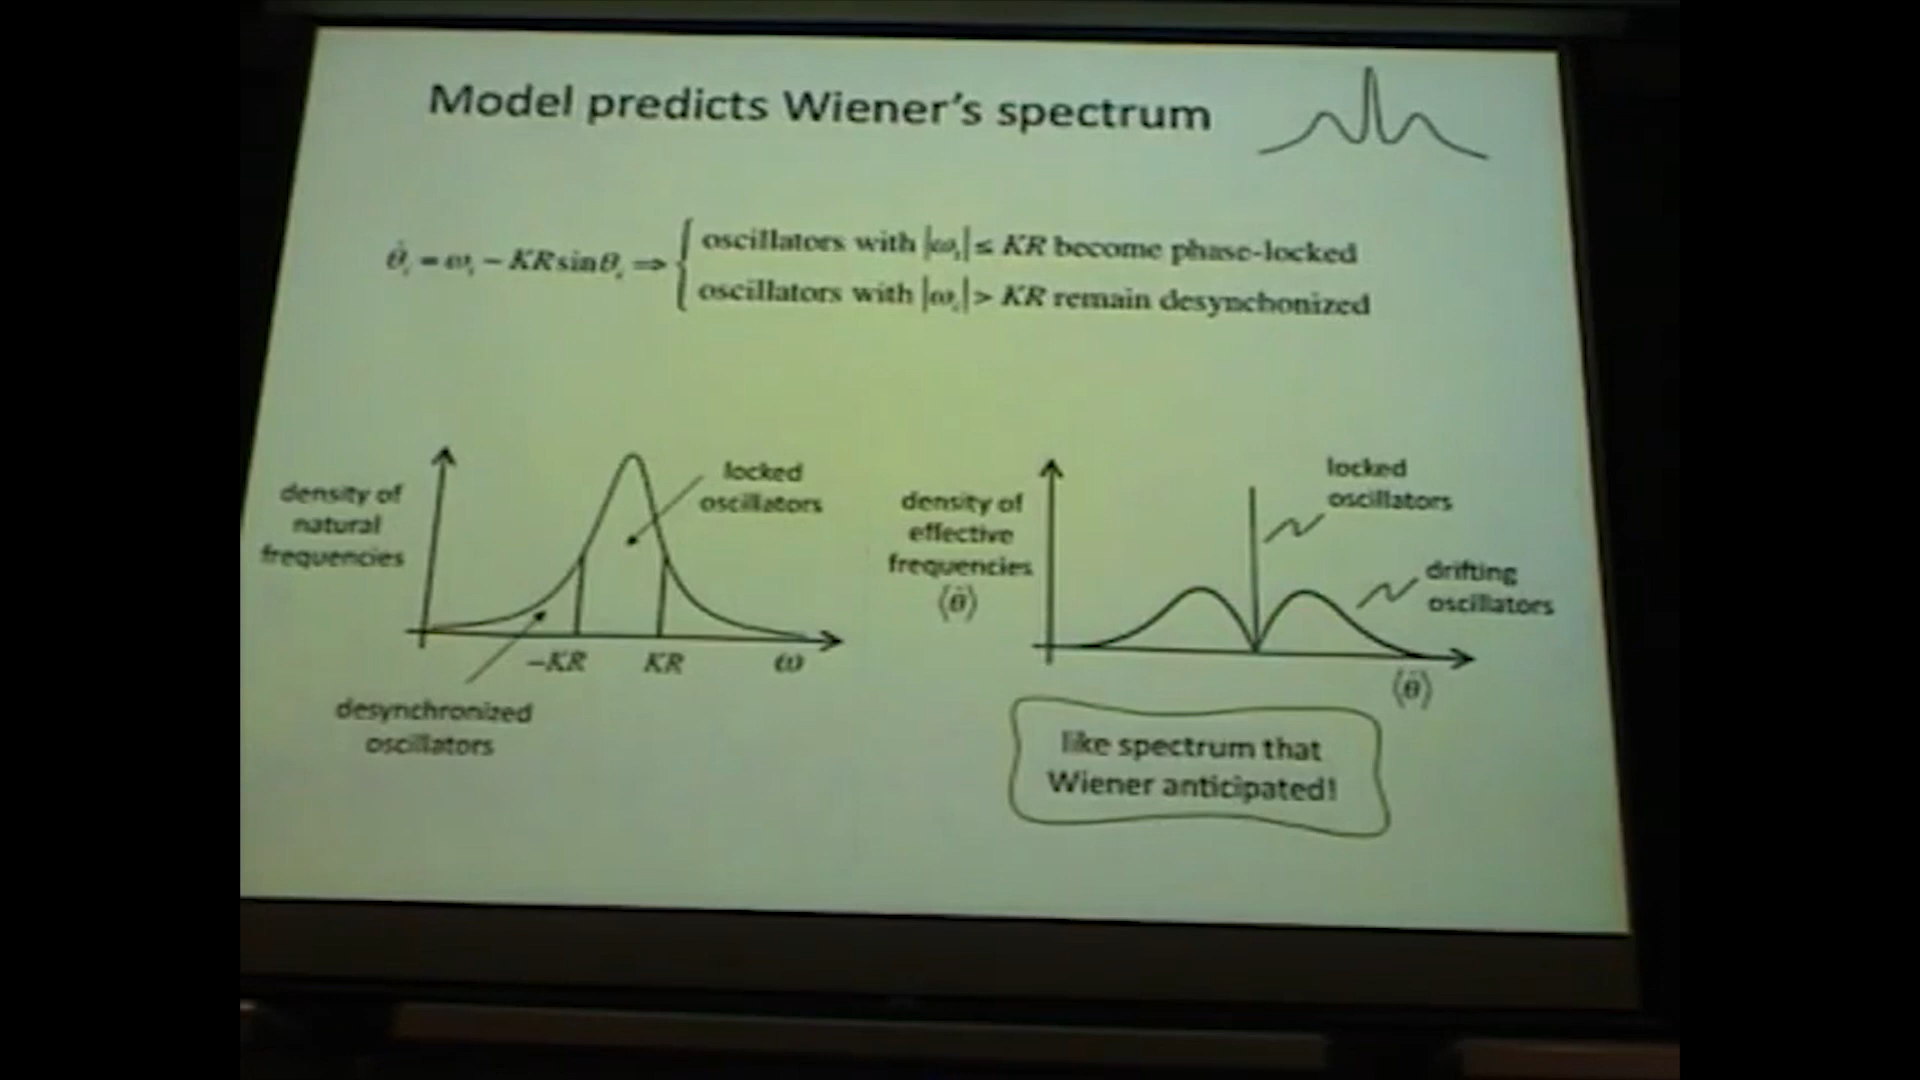 Model predicts Wiener's spectrum
θ̇ᵢ = ωᵢ − KR sinθᵢ ⇒
oscillators with |ωᵢ| ≤ KR become phase-locked
oscillators with |ωᵢ| > KR remain desynchonized
density of
natural
frequencies
locked
oscillators
−KR
KR
ω
desynchronized
oscillators
density of
effective
frequencies
⟨θ̇⟩
locked
oscillators
drifting
oscillators
⟨θ̇⟩
like spectrum that
Wiener anticipated!